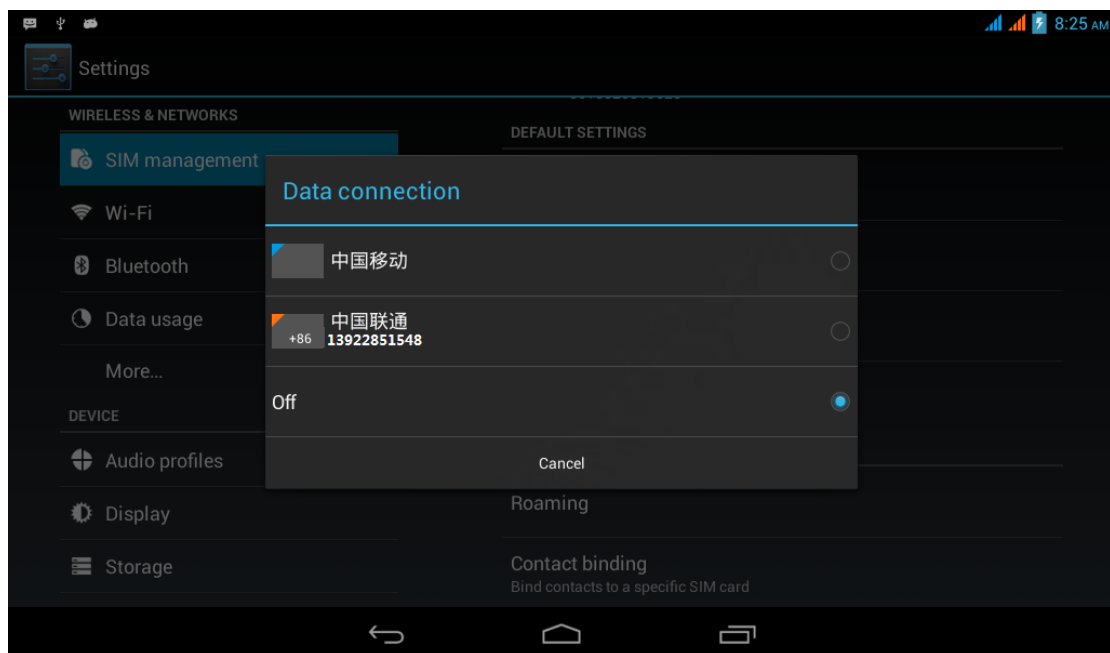 8:25 AM
Settings
WIRELESS & NETWORKS
DEFAULT SETTINGS
SIM management
Data connection
Wi-Fi
中国移动
Bluetooth
Data usage
中国联通
+86 13922851548
More...
Off
DEVICE
Audio profiles
Cancel
Roaming
Display
Contact binding
Storage
Bind contacts to a specific SIM card